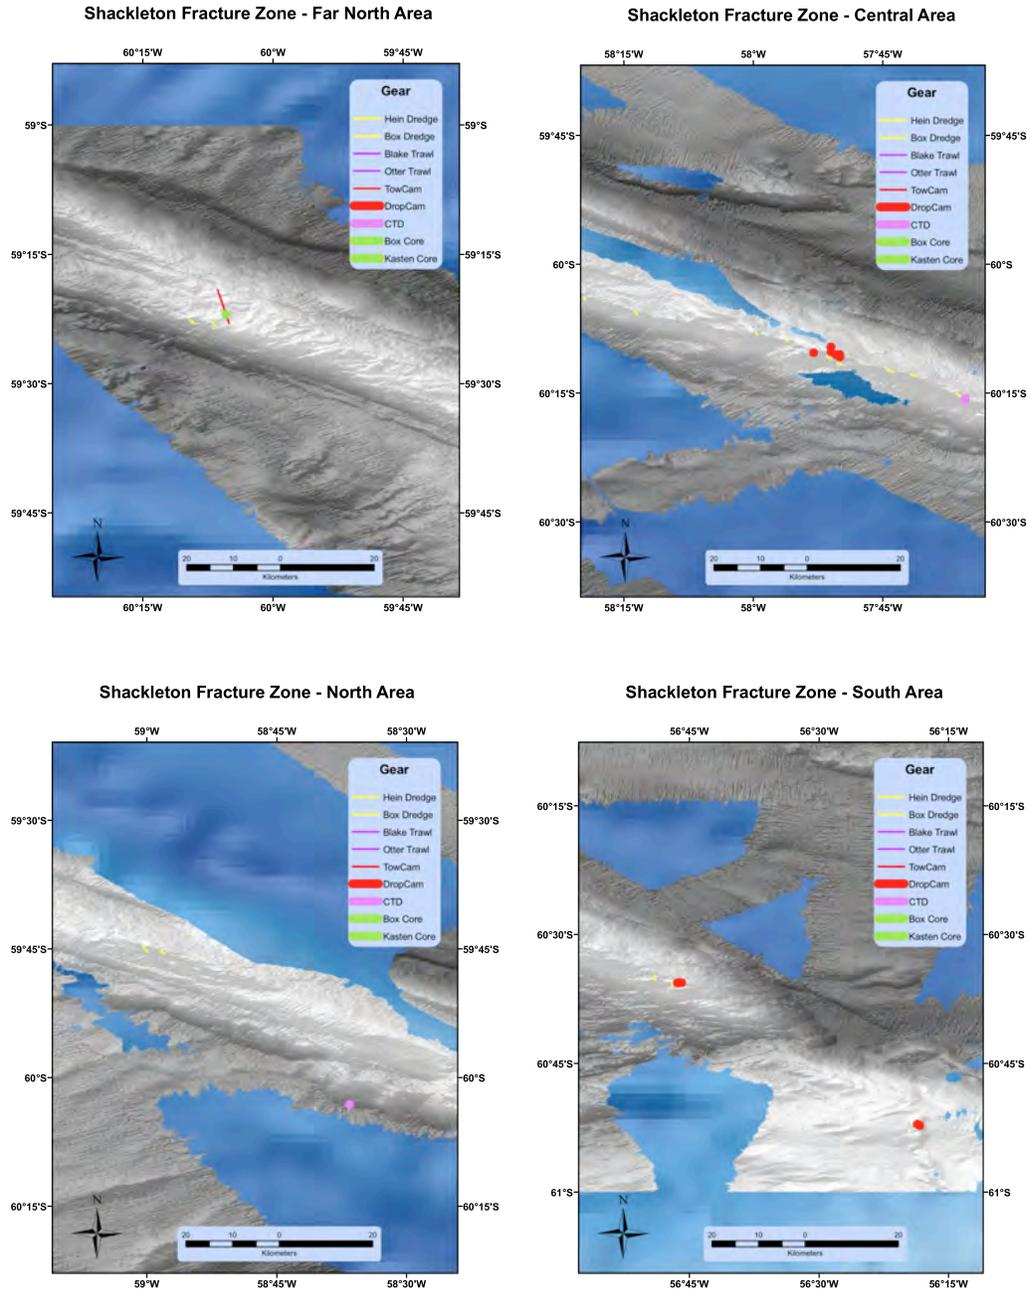 Shackleton Fracture Zone - Far North Area
60°15'W 60°W 59°45'W
Gear
Hein Dredge
Box Dredge
Blake Trawl
Otter Trawl
TowCam
DropCam
CTD
Box Core
Kasten Core
59°S 59°S
59°15'S 59°15'S
59°30'S 59°30'S
59°45'S 59°45'S
N
20 10 0 20
Kilometers
60°15'W 60°W 59°45'W
Shackleton Fracture Zone - Central Area
58°15'W 58°W 57°45'W
Gear
Hein Dredge
Box Dredge
Blake Trawl
Otter Trawl
TowCam
DropCam
CTD
Box Core
Kasten Core
59°45'S 59°45'S
60°S 60°S
60°15'S 60°15'S
60°30'S 60°30'S
N
20 10 0 20
Kilometers
58°15'W 58°W 57°45'W
Shackleton Fracture Zone - North Area
59°W 58°45'W 58°30'W
Gear
Hein Dredge
Box Dredge
Blake Trawl
Otter Trawl
TowCam
DropCam
CTD
Box Core
Kasten Core
59°30'S 59°30'S
59°45'S 59°45'S
60°S 60°S
60°15'S 60°15'S
N
20 10 0 20
Kilometers
59°W 58°45'W 58°30'W
Shackleton Fracture Zone - South Area
56°45'W 56°30'W 56°15'W
Gear
Hein Dredge
Box Dredge
Blake Trawl
Otter Trawl
TowCam
DropCam
CTD
Box Core
Kasten Core
60°15'S 60°15'S
60°30'S 60°30'S
60°45'S 60°45'S
61°S 61°S
N
20 10 0 20
Kilometers
56°45'W 56°30'W 56°15'W